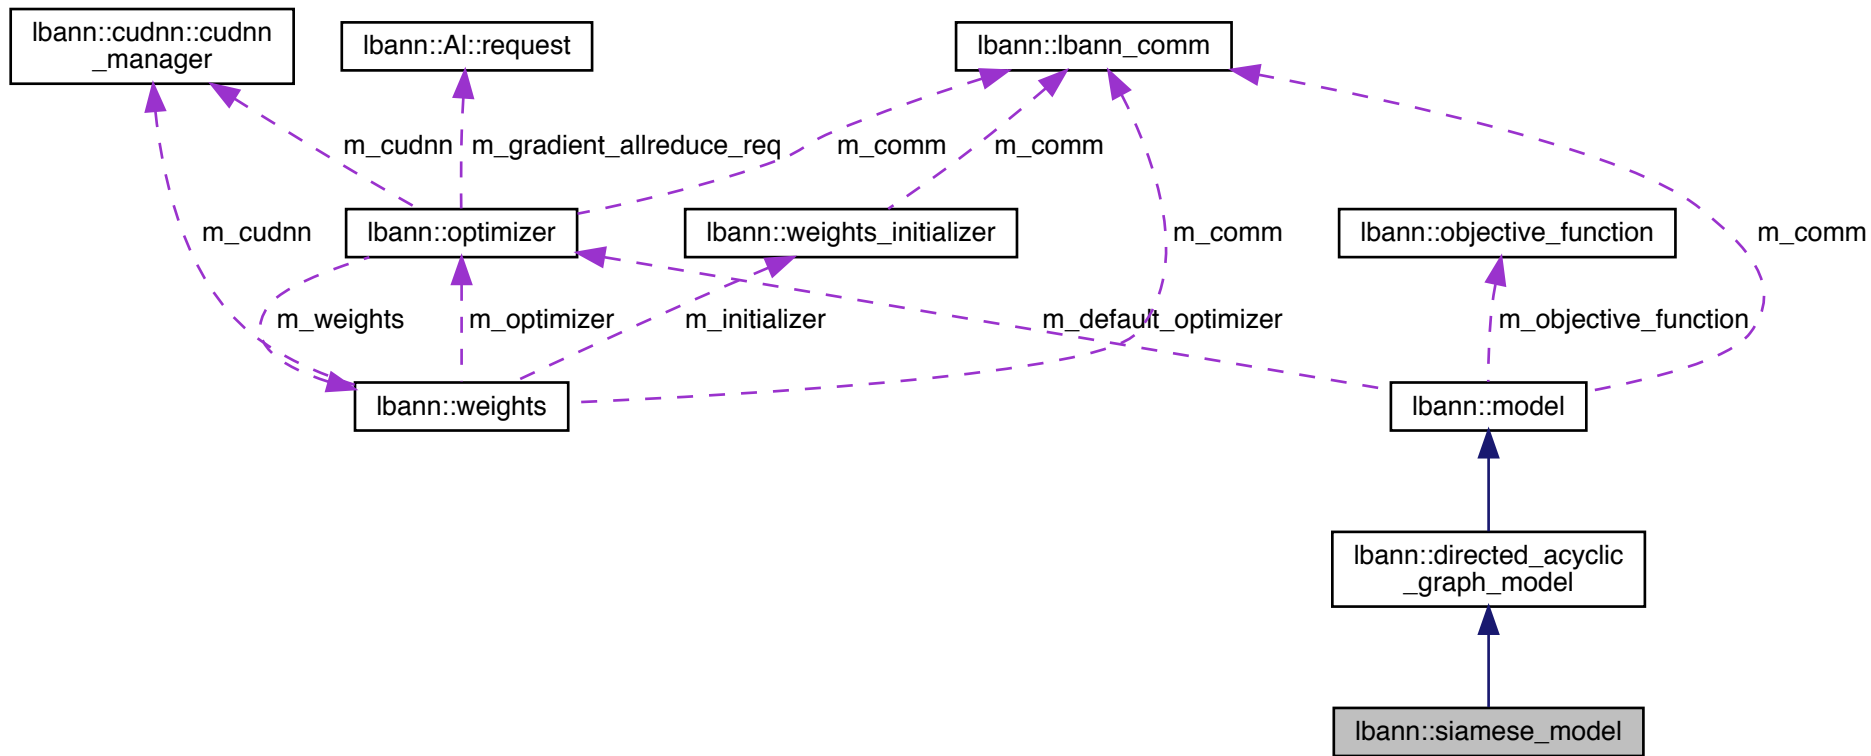 lbann::cudnn::cudnn
_manager
lbann::Al::request
lbann::lbann_comm
m_cudnn
m_gradient_allreduce_req
m_comm
m_comm
m_cudnn
lbann::optimizer
lbann::weights_initializer
m_comm
lbann::objective_function
m_comm
m_weights
m_optimizer
m_initializer
m_default_optimizer
m_objective_function
lbann::weights
lbann::model
lbann::directed_acyclic
_graph_model
lbann::siamese_model